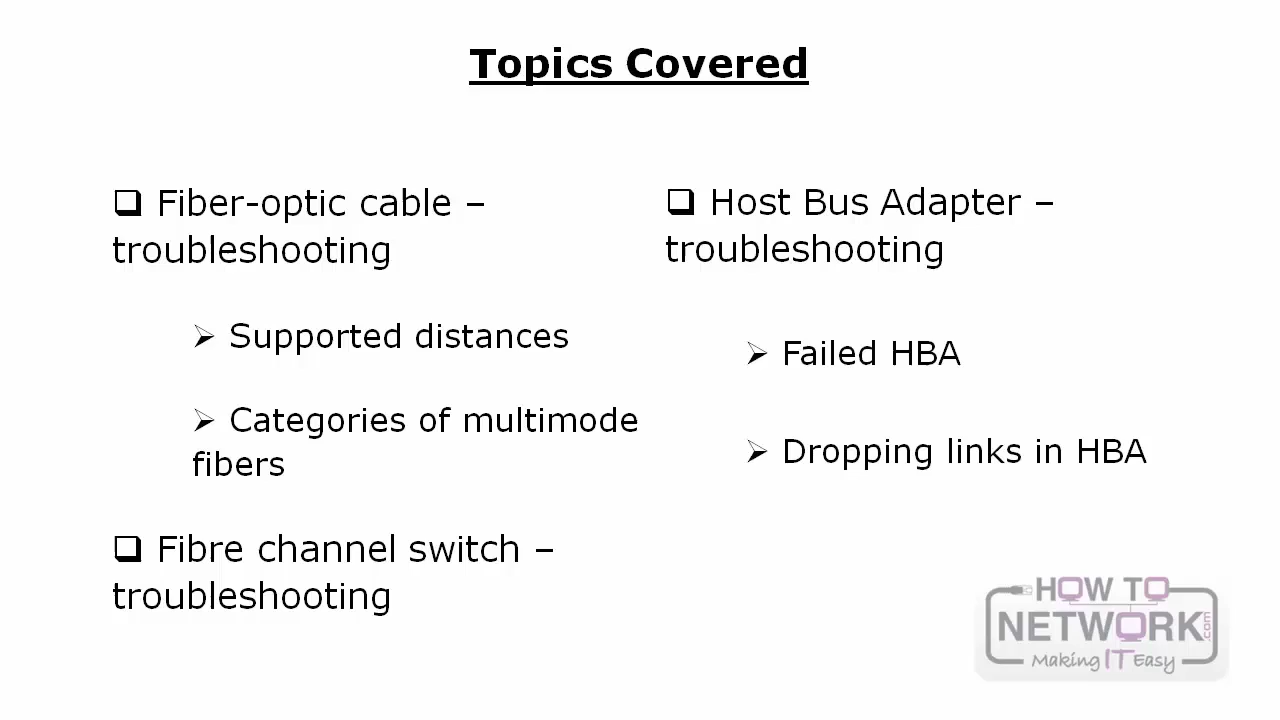 Topics Covered
❑ Fiber-optic cable –
troubleshooting
➢ Supported distances
➢ Categories of multimode
fibers
❑ Fibre channel switch –
troubleshooting
❑ Host Bus Adapter –
troubleshooting
➢ Failed HBA
➢ Dropping links in HBA
HOW TO
NETWORK.com
Making IT Easy